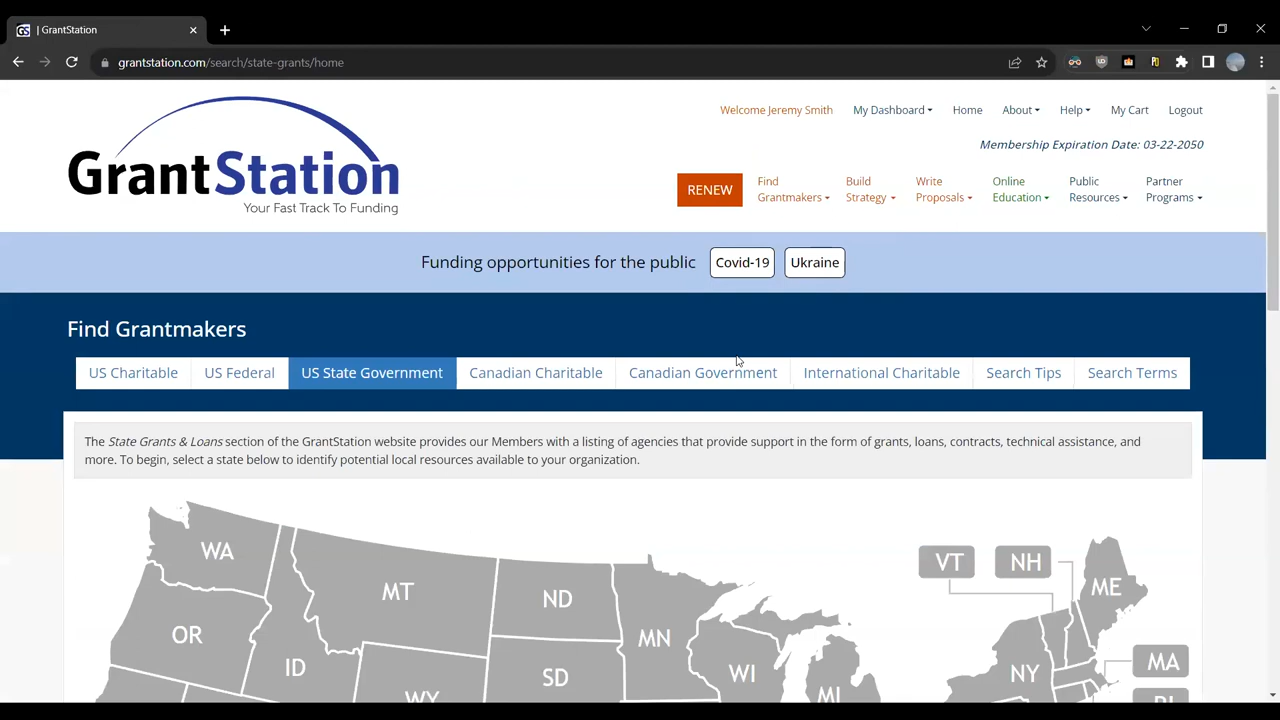 | GrantStation
grantstation.com/search/state-grants/home
GrantStation
Your Fast Track To Funding
Welcome Jeremy Smith My Dashboard Home About Help My Cart Logout
Membership Expiration Date: 03-22-2050
RENEW
Find Grantmakers
Build Strategy
Write Proposals
Online Education
Public Resources
Partner Programs
Funding opportunities for the public Covid-19 Ukraine
Find Grantmakers
US Charitable US Federal US State Government Canadian Charitable Canadian Government International Charitable Search Tips Search Terms
The State Grants & Loans section of the GrantStation website provides our Members with a listing of agencies that provide support in the form of grants, loans, contracts, technical assistance, and
more. To begin, select a state below to identify potential local resources available to your organization.
WA
MT
ND
MN
OR
ID
SD
WY
WI
MI
VT
NH
ME
NY
MA
RI